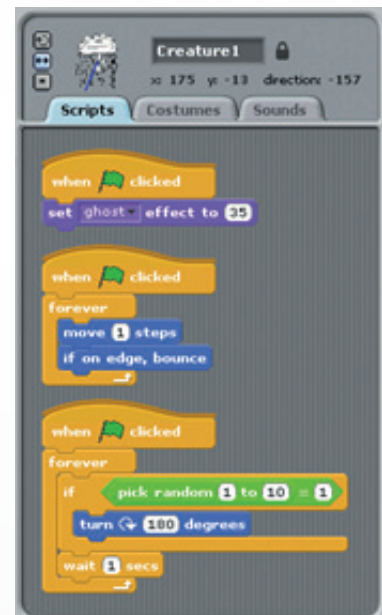 Creature1
x: 175 y: -13 direction: -157
Scripts Costumes Sounds
when clicked
set ghost effect to 35
when clicked
forever
move 1 steps
if on edge, bounce
when clicked
forever
if pick random 1 to 10 = 1
turn 180 degrees
wait 1 secs